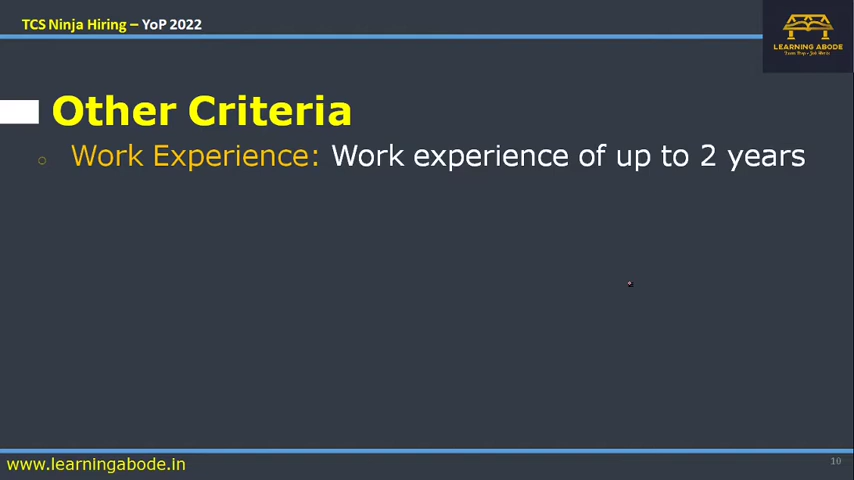 TCS Ninja Hiring – YoP 2022
LEARNING ABODE
Other Criteria
Work Experience: Work experience of up to 2 years
www.learningabode.in
10